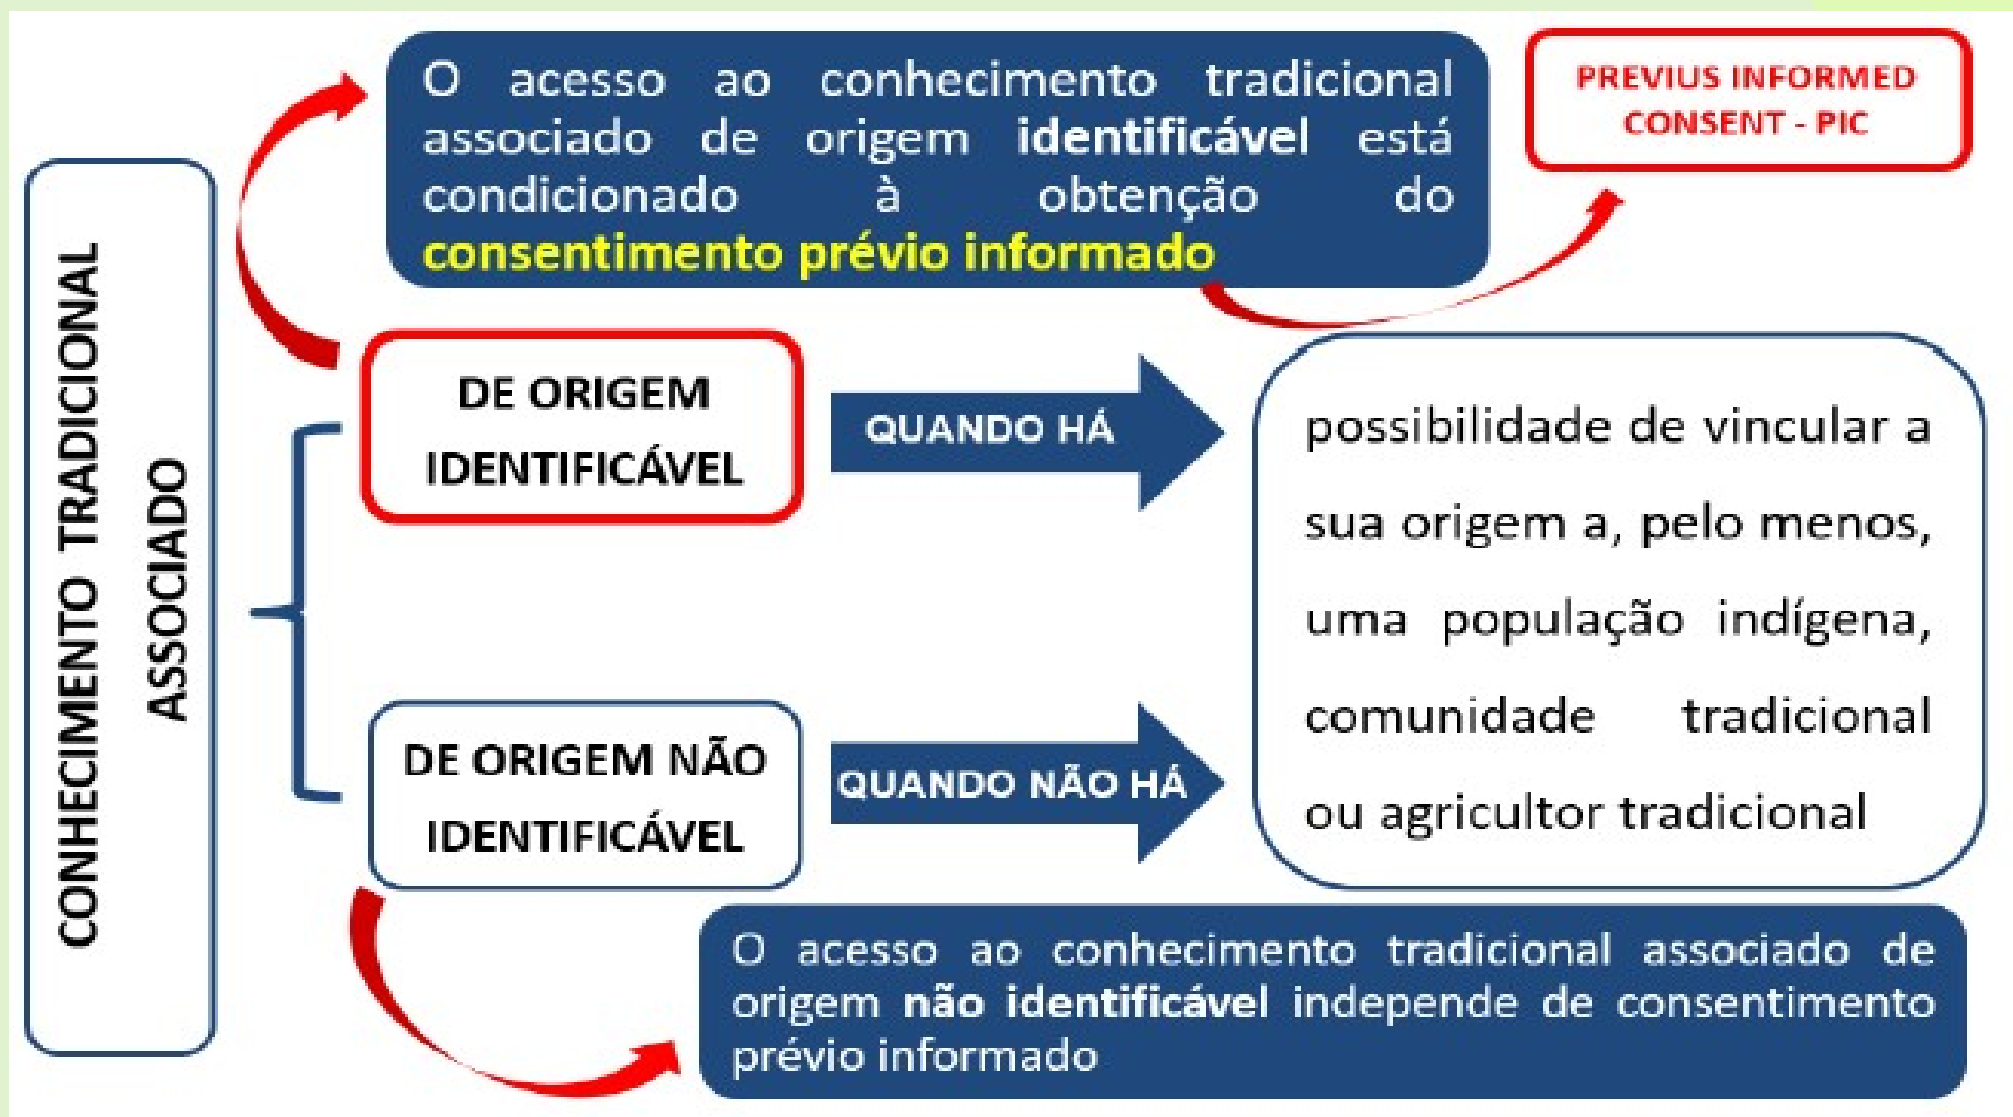 O acesso ao conhecimento tradicional
associado de origem identificável está
condicionado à obtenção do
consentimento prévio informado
PREVIUS INFORMED
CONSENT - PIC
CONHECIMENTO TRADICIONAL
ASSOCIADO
DE ORIGEM
IDENTIFICÁVEL
QUANDO HÁ
possibilidade de vincular a
sua origem a, pelo menos,
uma população indígena,
comunidade tradicional
ou agricultor tradicional
DE ORIGEM NÃO
IDENTIFICÁVEL
QUANDO NÃO HÁ
O acesso ao conhecimento tradicional associado de
origem não identificável independe de consentimento
prévio informado